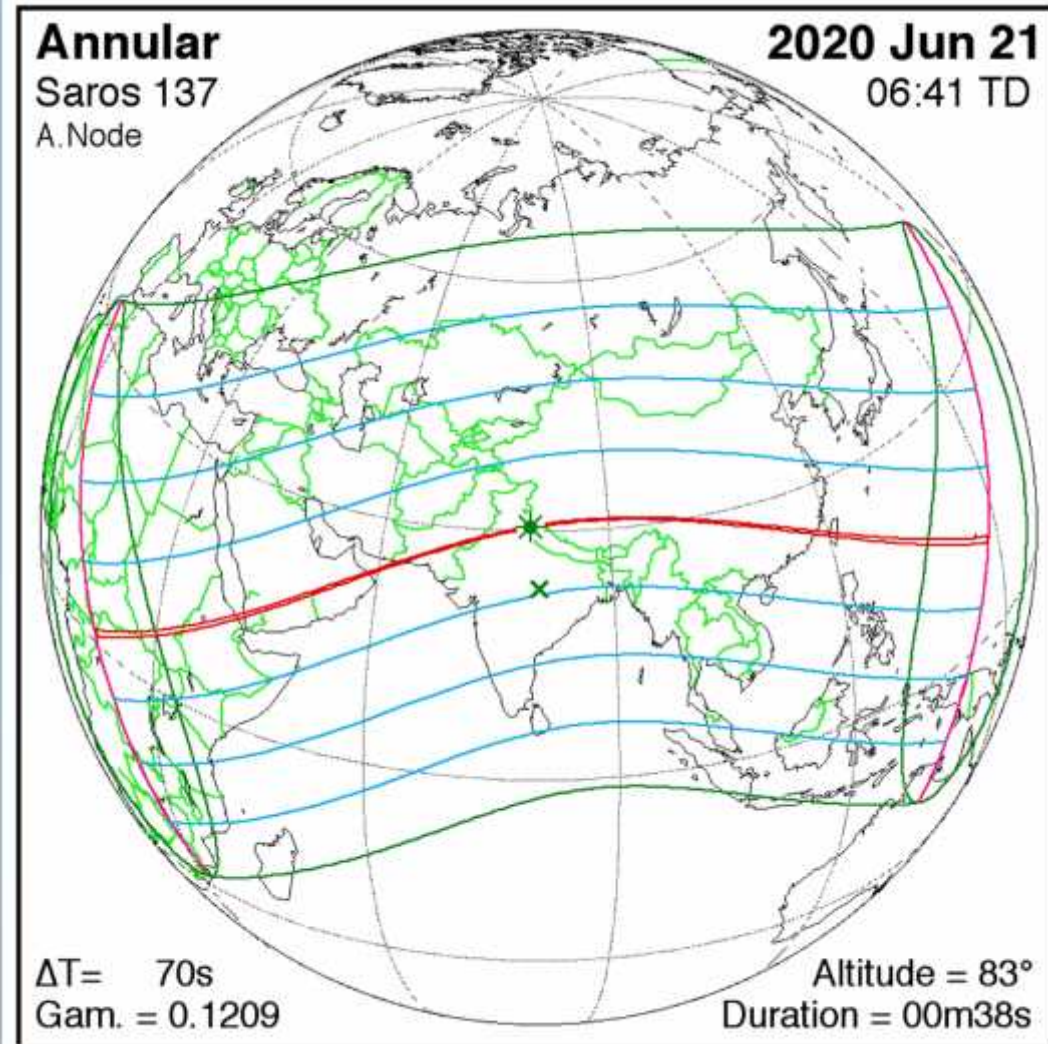 Annular
Saros 137
A.Node
2020 Jun 21
06:41 TD
ΔT= 70s
Gam. = 0.1209
Altitude = 83°
Duration = 00m38s